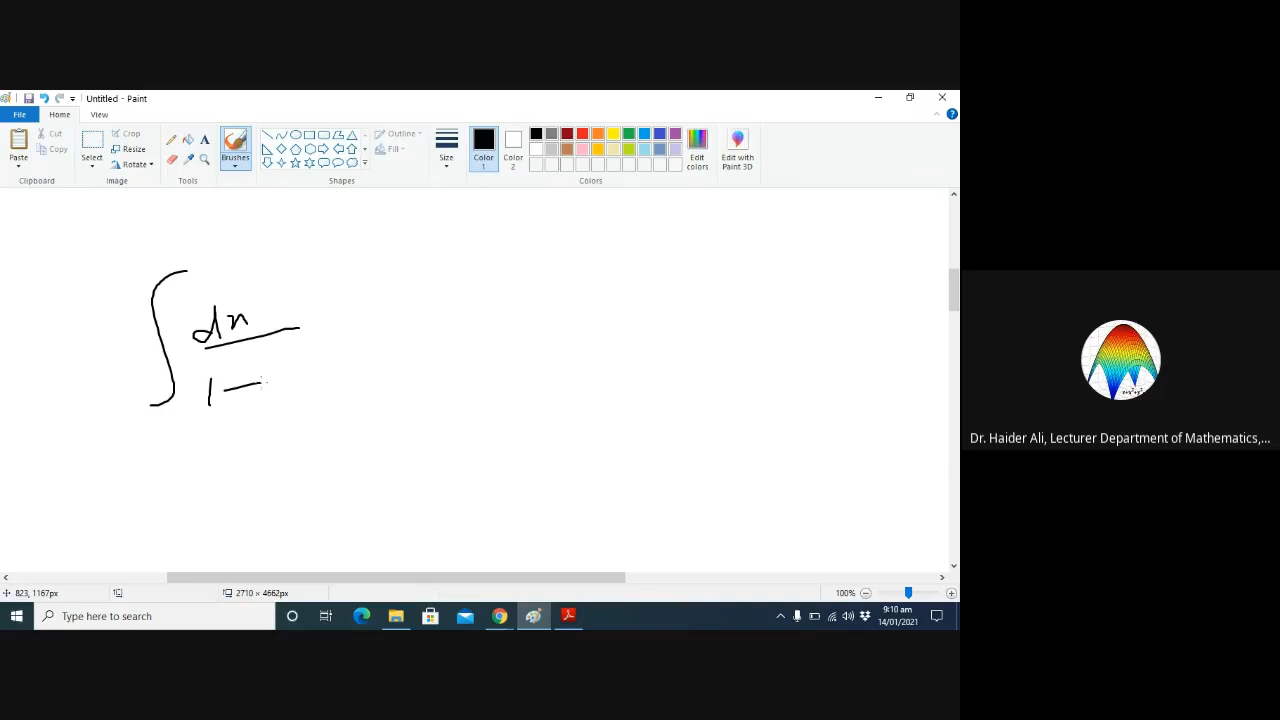 Untitled - Paint
File Home View
Paste
Cut
Copy
Clipboard
Select
Crop
Resize
Rotate
Image
Tools
Brushes
Shapes
Outline
Fill
Size
Color 1
Color 2
Colors
Edit colors
Edit with Paint 3D
∫ dx
1 —
z=x²+y²
Dr. Haider Ali, Lecturer Department of Mathematics,...
823, 1167px
2710 × 4662px
100%
Type here to search
9:10 am
14/01/2021